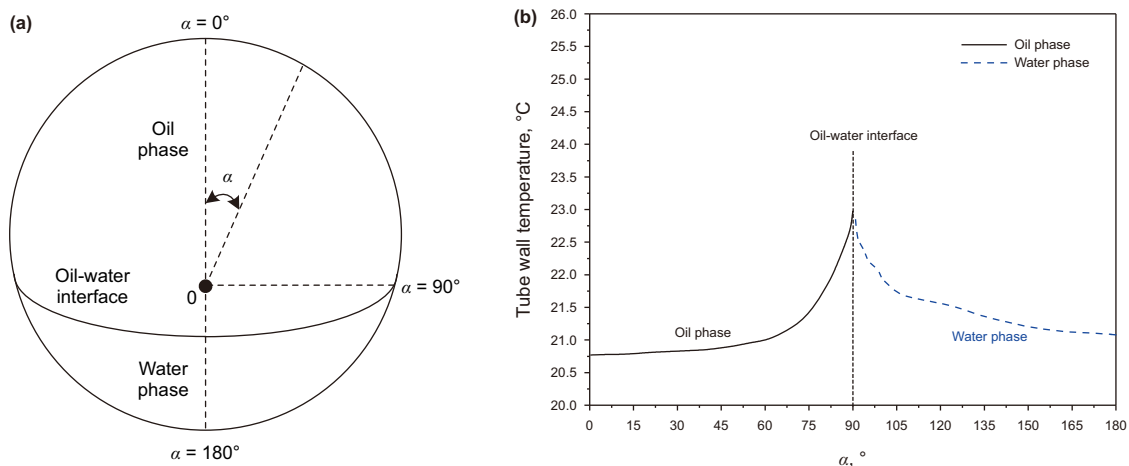 (a)
α = 0°
Oil
phase
α
Oil-water
interface
0
α = 90°
Water
phase
α = 180°
(b)
26.0
25.5
25.0
24.5
24.0
23.5
23.0
22.5
22.0
21.5
21.0
20.5
20.0
Tube wall temperature, °C
Oil phase
Water phase
Oil-water interface
Oil phase
Water phase
0 15 30 45 60 75 90 105 120 135 150 165 180
α, °